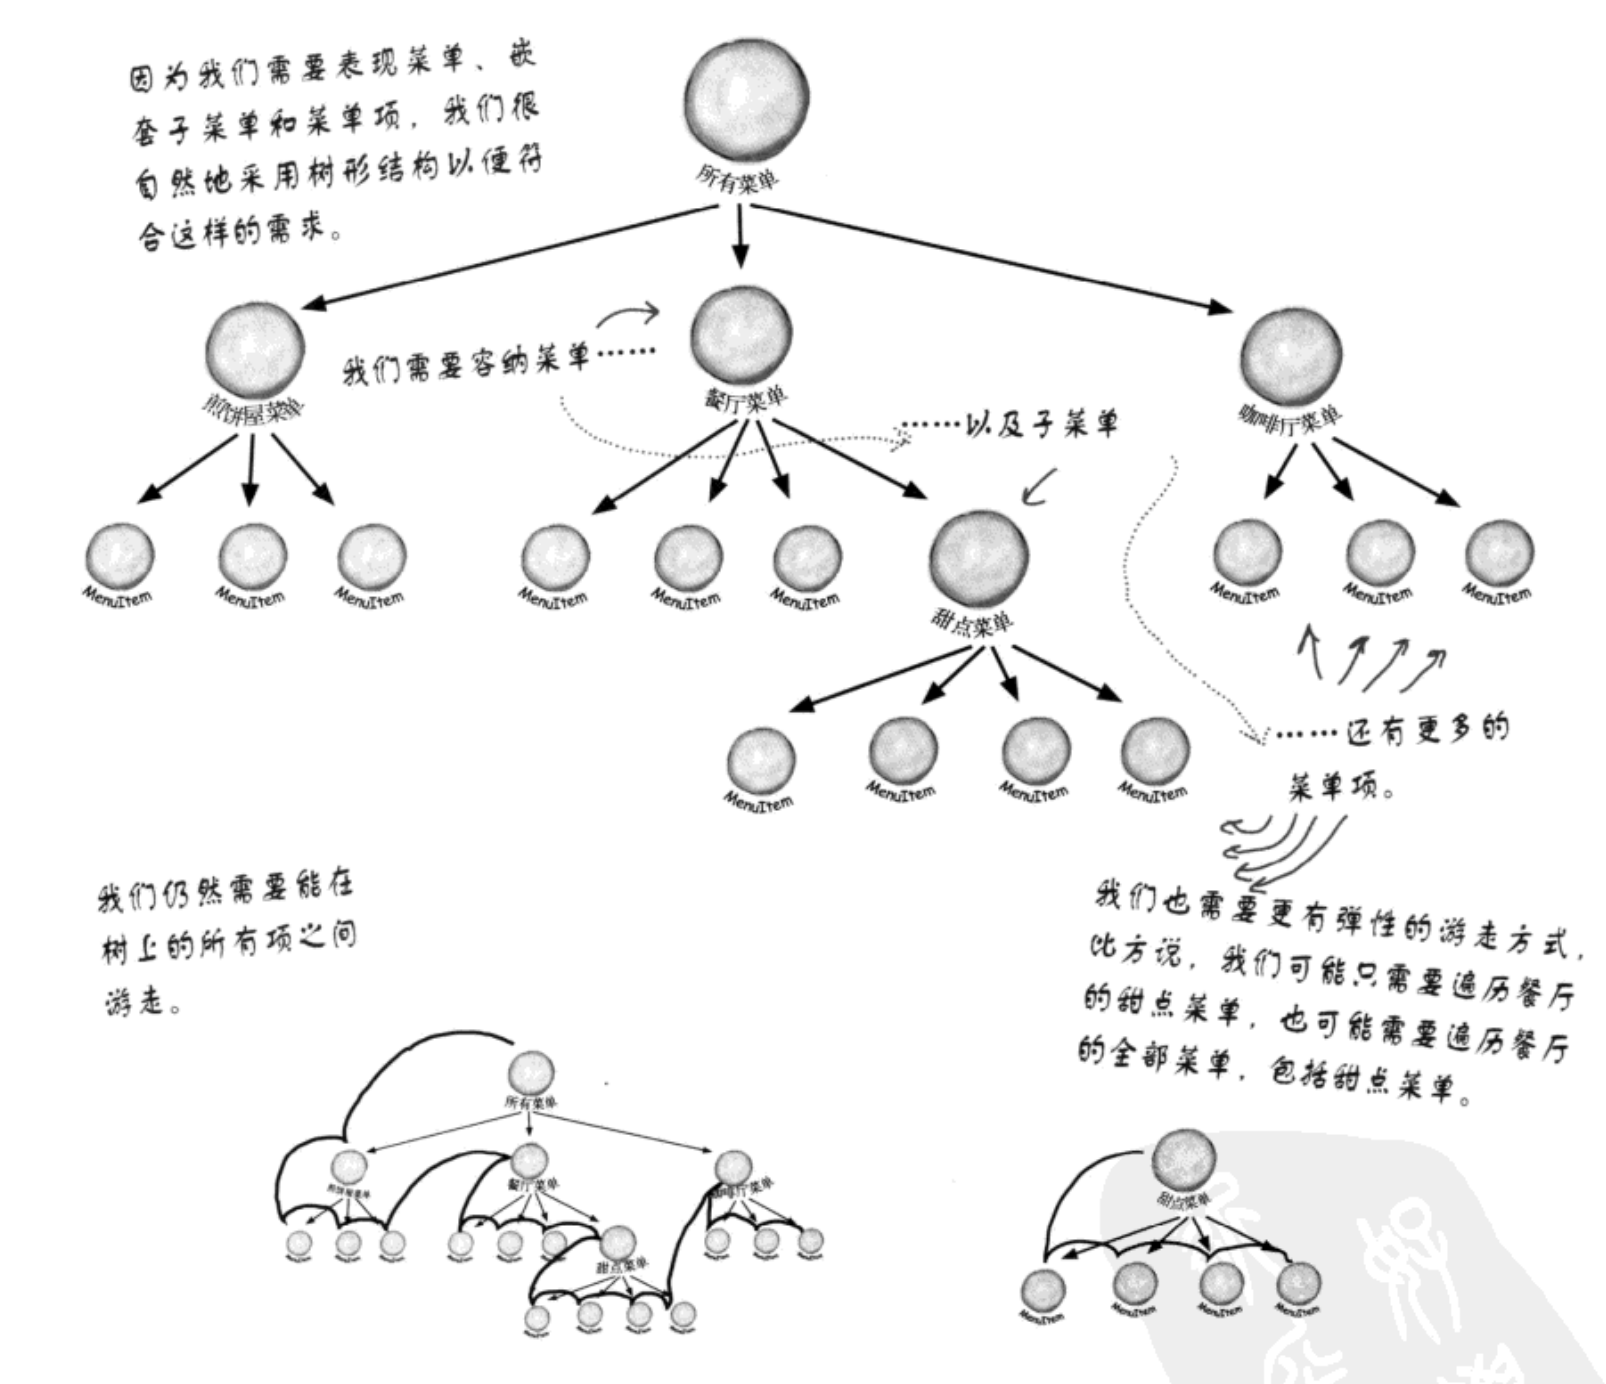 因为我们需要表现菜单、嵌
套子菜单和菜单项，我们很
自然地采用树形结构以便符
合这样的需求。
所有菜单
我们需要容纳菜单……
煎饼屋菜单
餐厅菜单
咖啡厅菜单
……以及子菜单
MenuItem
MenuItem
MenuItem
MenuItem
MenuItem
MenuItem
MenuItem
MenuItem
MenuItem
甜点菜单
……还有更多的
菜单项。
MenuItem
MenuItem
MenuItem
MenuItem
我们仍然需要能在
树上的所有项之间
游走。
我们也需要更有弹性的游走方式，
比方说，我们可能只需要遍历餐厅
的甜点菜单，也可能需要遍历餐厅
的全部菜单，包括甜点菜单。
所有菜单
煎饼屋菜单
餐厅菜单
咖啡厅菜单
甜点菜单
甜点菜单
MenuItem
MenuItem
MenuItem
MenuItem